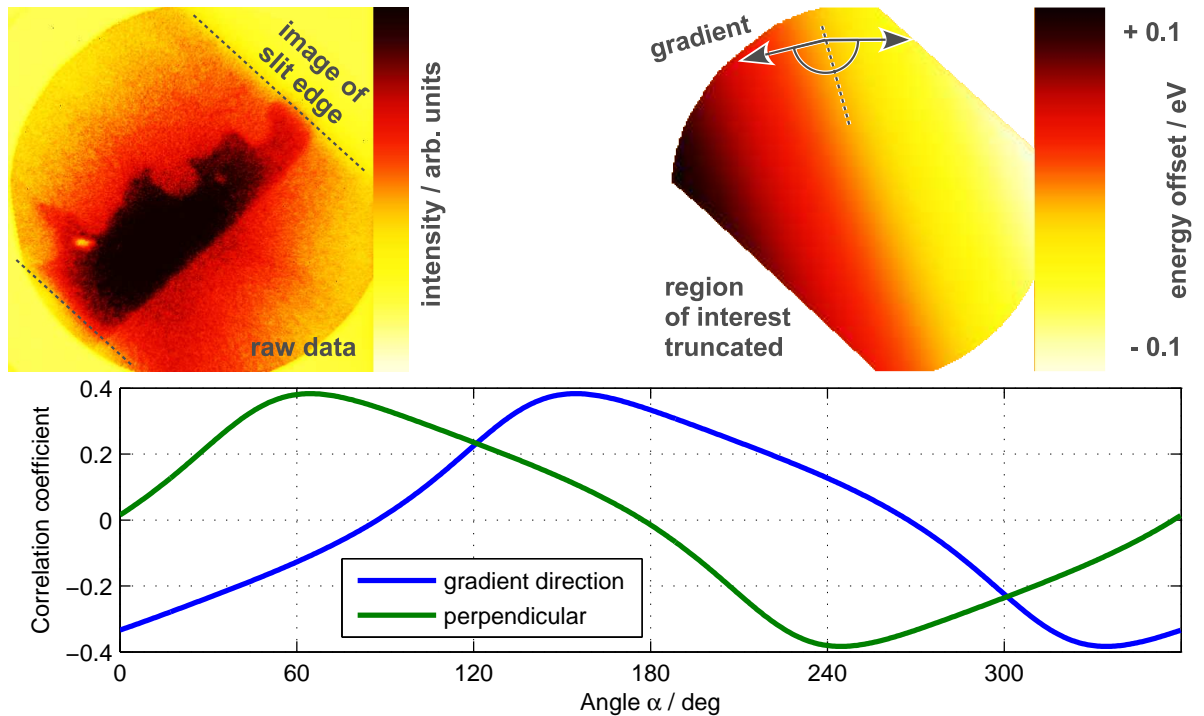 image of
slit edge
raw data
intensity / arb. units
gradient
region
of interest
truncated
+ 0.1
energy offset / eV
- 0.1
Correlation coefficient
0.4
0.2
0
−0.2
−0.4
gradient direction
perpendicular
0 60 120 180 240 300
Angle α / deg